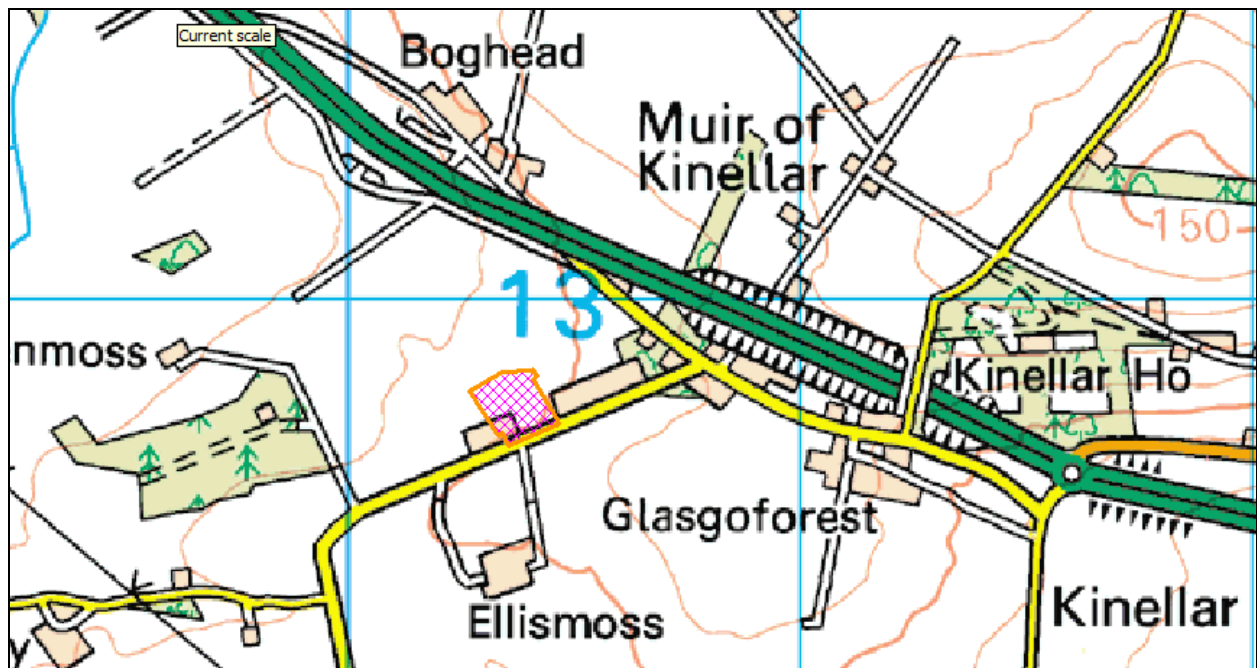 Current scale
Boghead
Muir of
Kinellar
150
13
nmoss
Kinellar Ho
Glasgoforest
Kinellar
Ellismoss
y